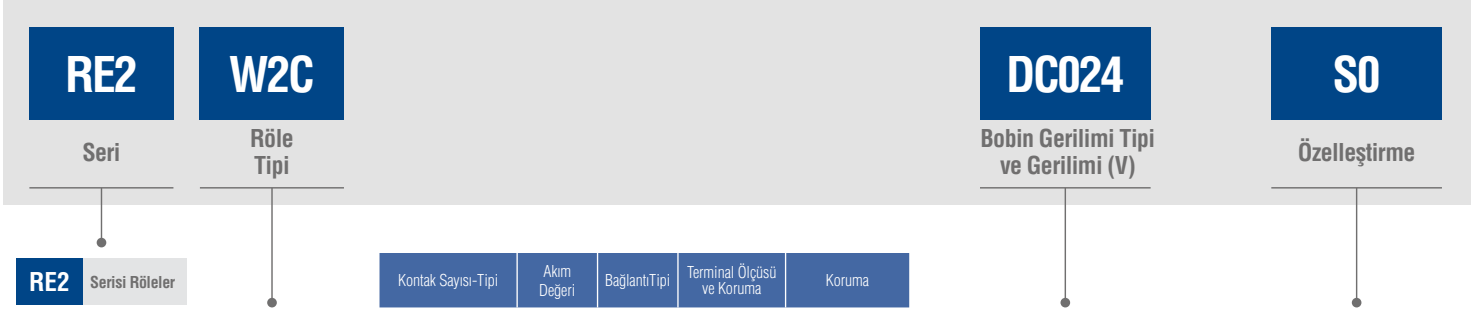 RE2
W2C
DC024
S0
Seri
Röle
Tipi
Bobin Gerilimi Tipi
ve Gerilimi (V)
Özelleştirme
RE2
Serisi Röleler
Kontak Sayısı-Tipi
Akım
Değeri
BağlantıTipi
Terminal Ölçüsü
ve Koruma
Koruma